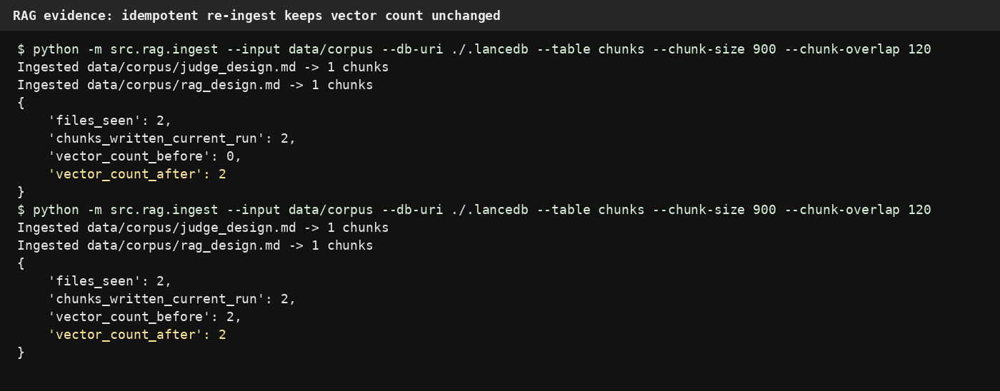 RAG evidence: idempotent re-ingest keeps vector count unchanged
$ python -m src.rag.ingest --input data/corpus --db-uri ./.lancedb --table chunks --chunk-size 900 --chunk-overlap 120
Ingested data/corpus/judge_design.md -> 1 chunks
Ingested data/corpus/rag_design.md -> 1 chunks
{
    'files_seen': 2,
    'chunks_written_current_run': 2,
    'vector_count_before': 0,
    'vector_count_after': 2
}
$ python -m src.rag.ingest --input data/corpus --db-uri ./.lancedb --table chunks --chunk-size 900 --chunk-overlap 120
Ingested data/corpus/judge_design.md -> 1 chunks
Ingested data/corpus/rag_design.md -> 1 chunks
{
    'files_seen': 2,
    'chunks_written_current_run': 2,
    'vector_count_before': 2,
    'vector_count_after': 2
}